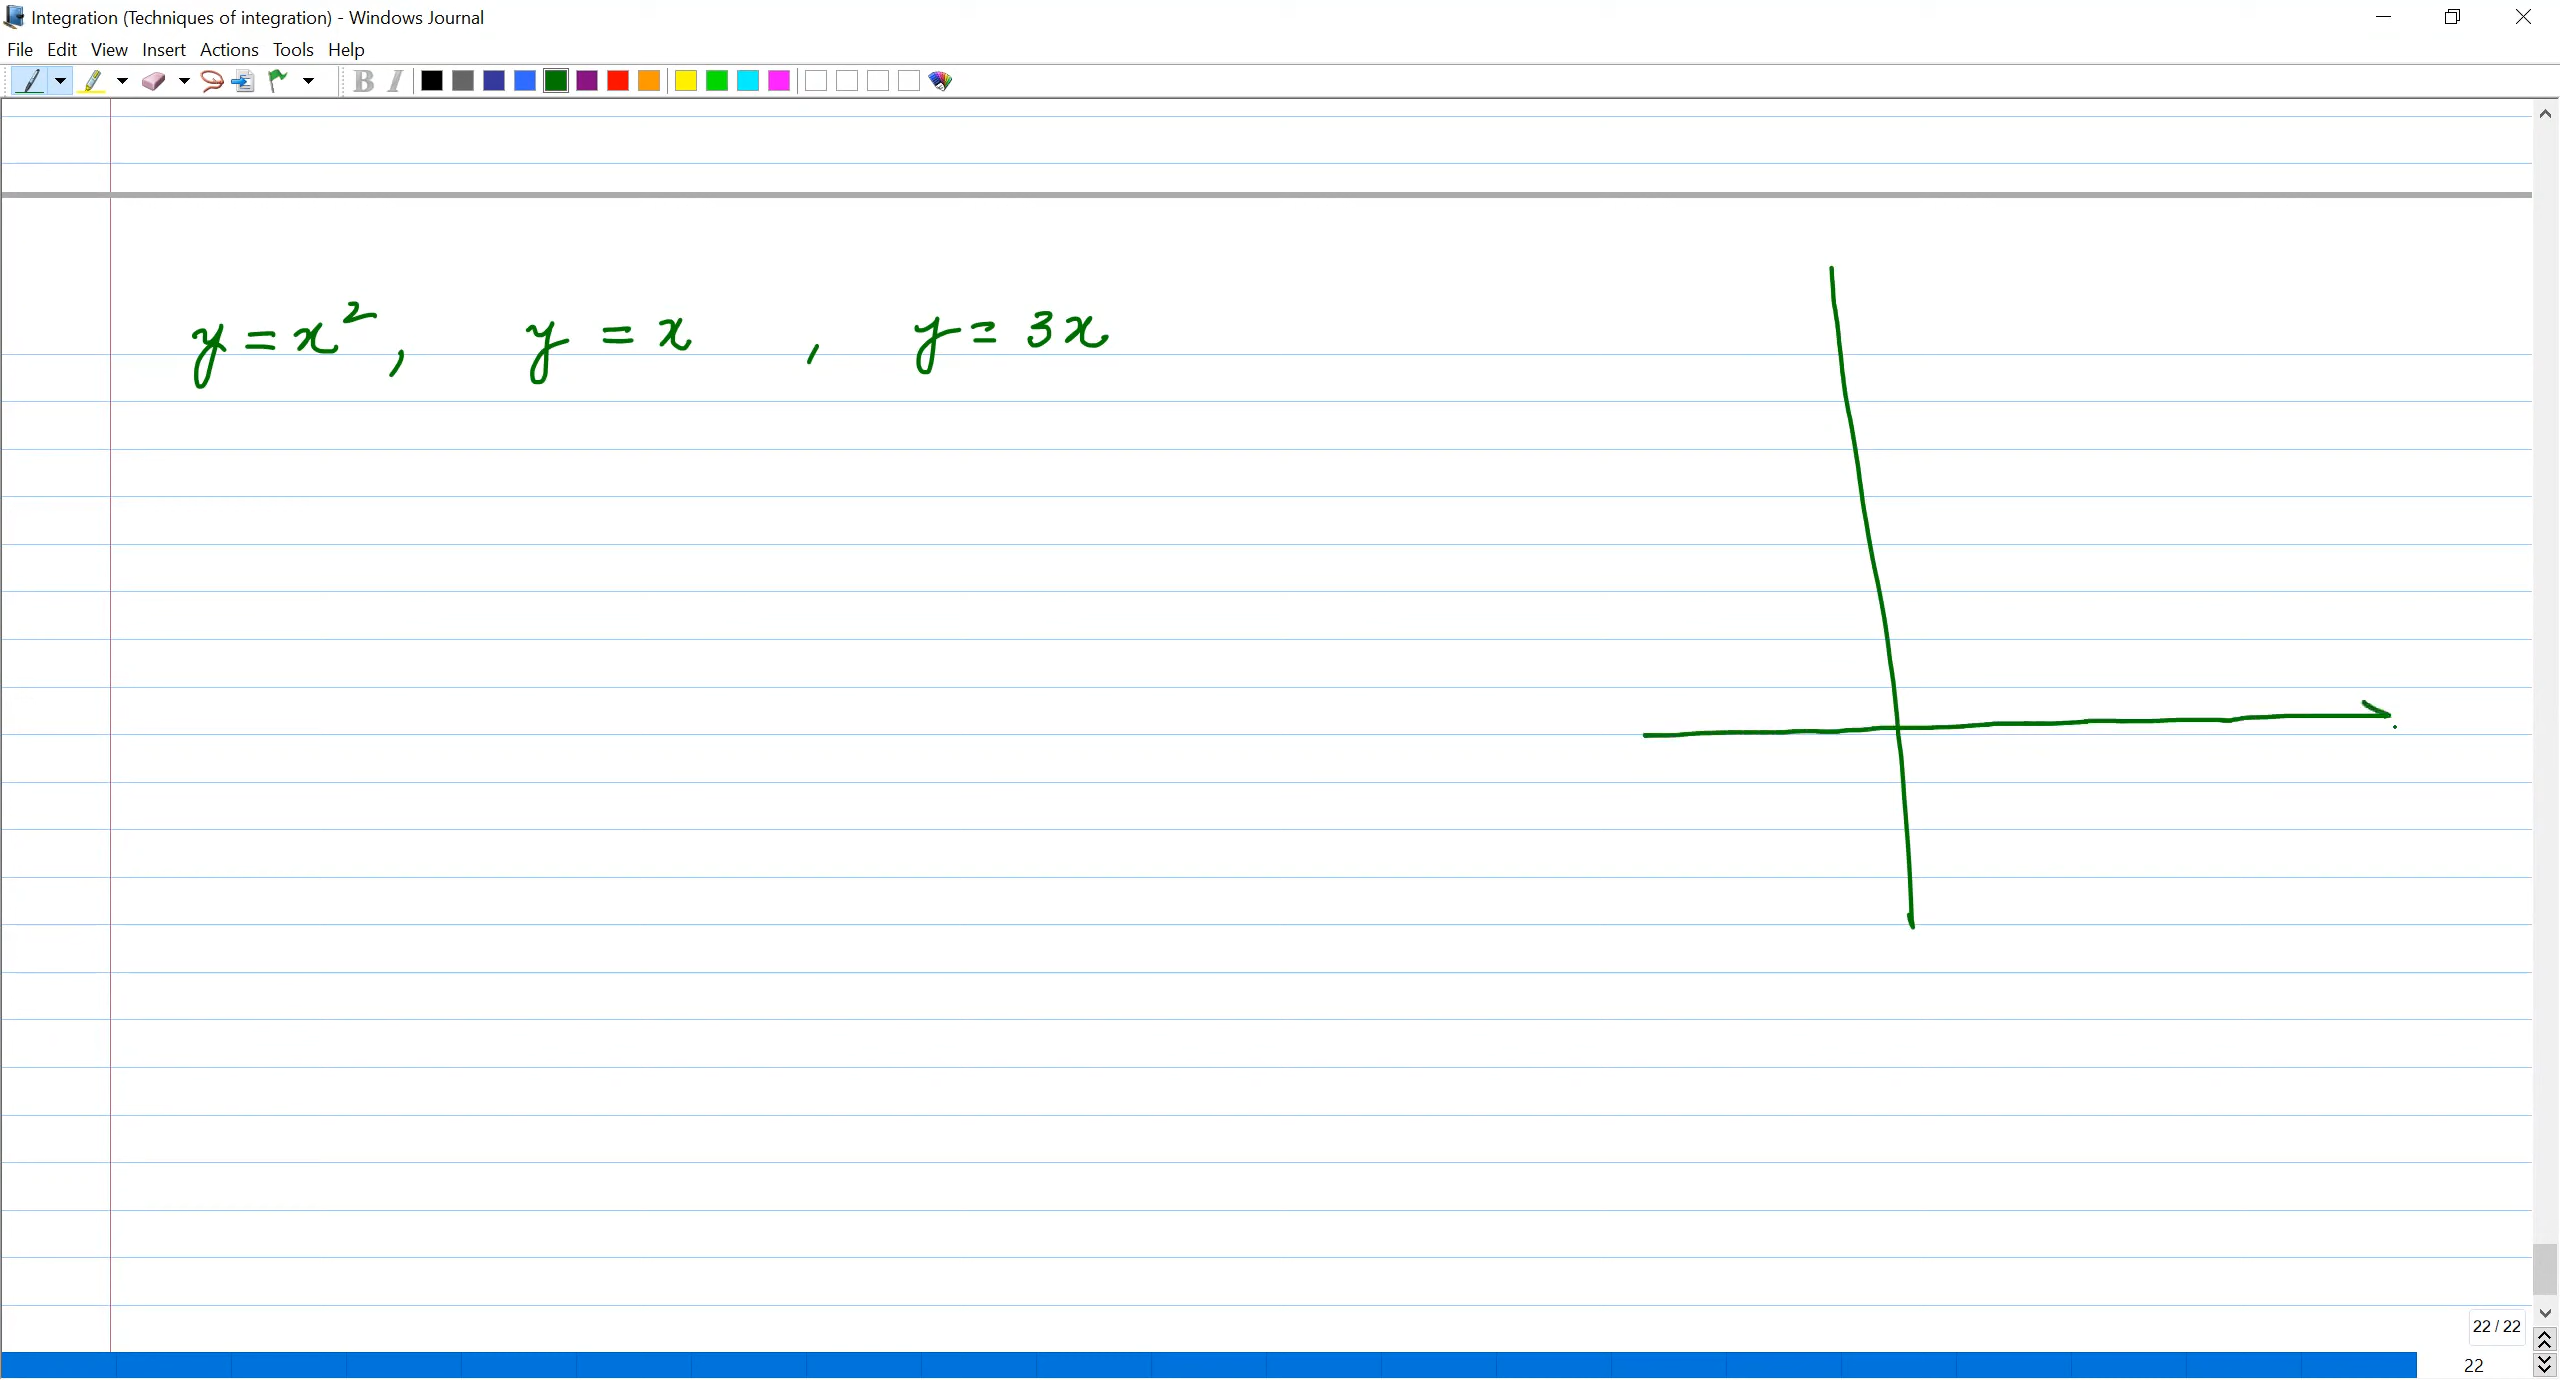 Integration (Techniques of integration) - Windows Journal
File Edit View Insert Actions Tools Help
B I
y = x², y = x , y = 3x
22 / 22
22